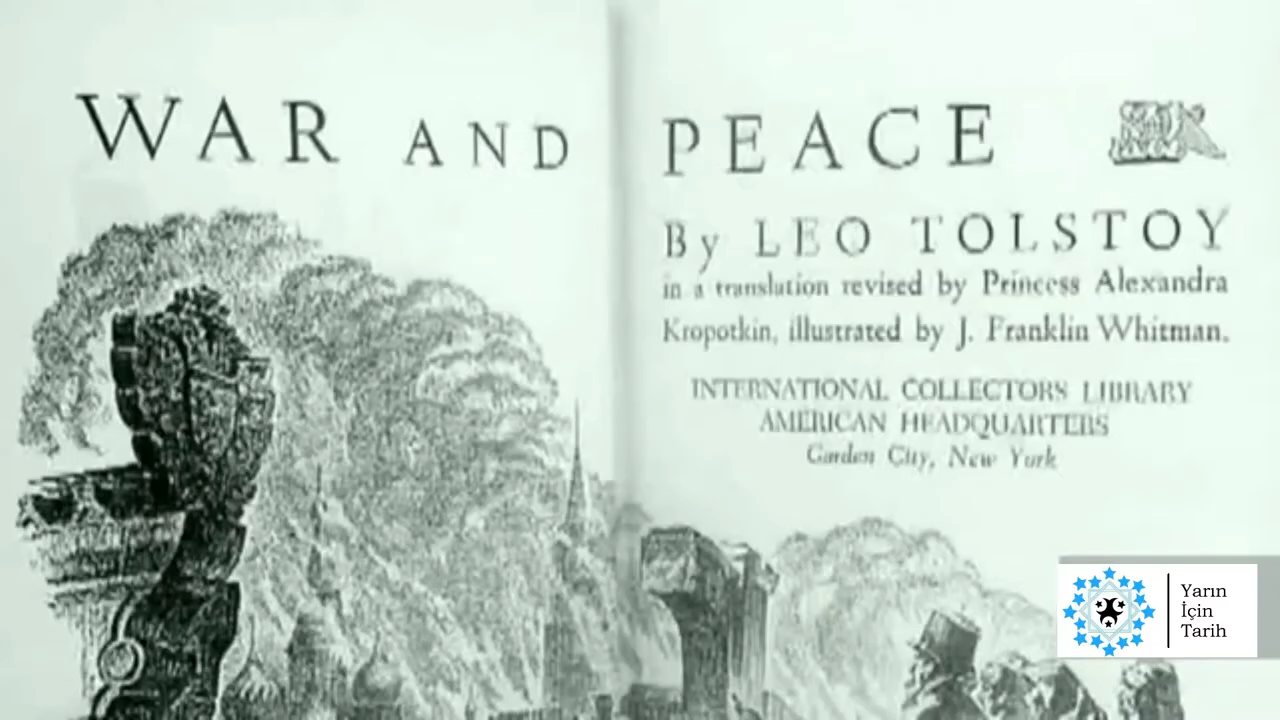 WAR AND PEACE
By LEO TOLSTOY
in a translation revised by Princess Alexandra
Kropotkin, illustrated by J. Franklin Whitman.
INTERNATIONAL COLLECTORS LIBRARY
AMERICAN HEADQUARTERS
Garden City, New York
Yarın
İçin
Tarih